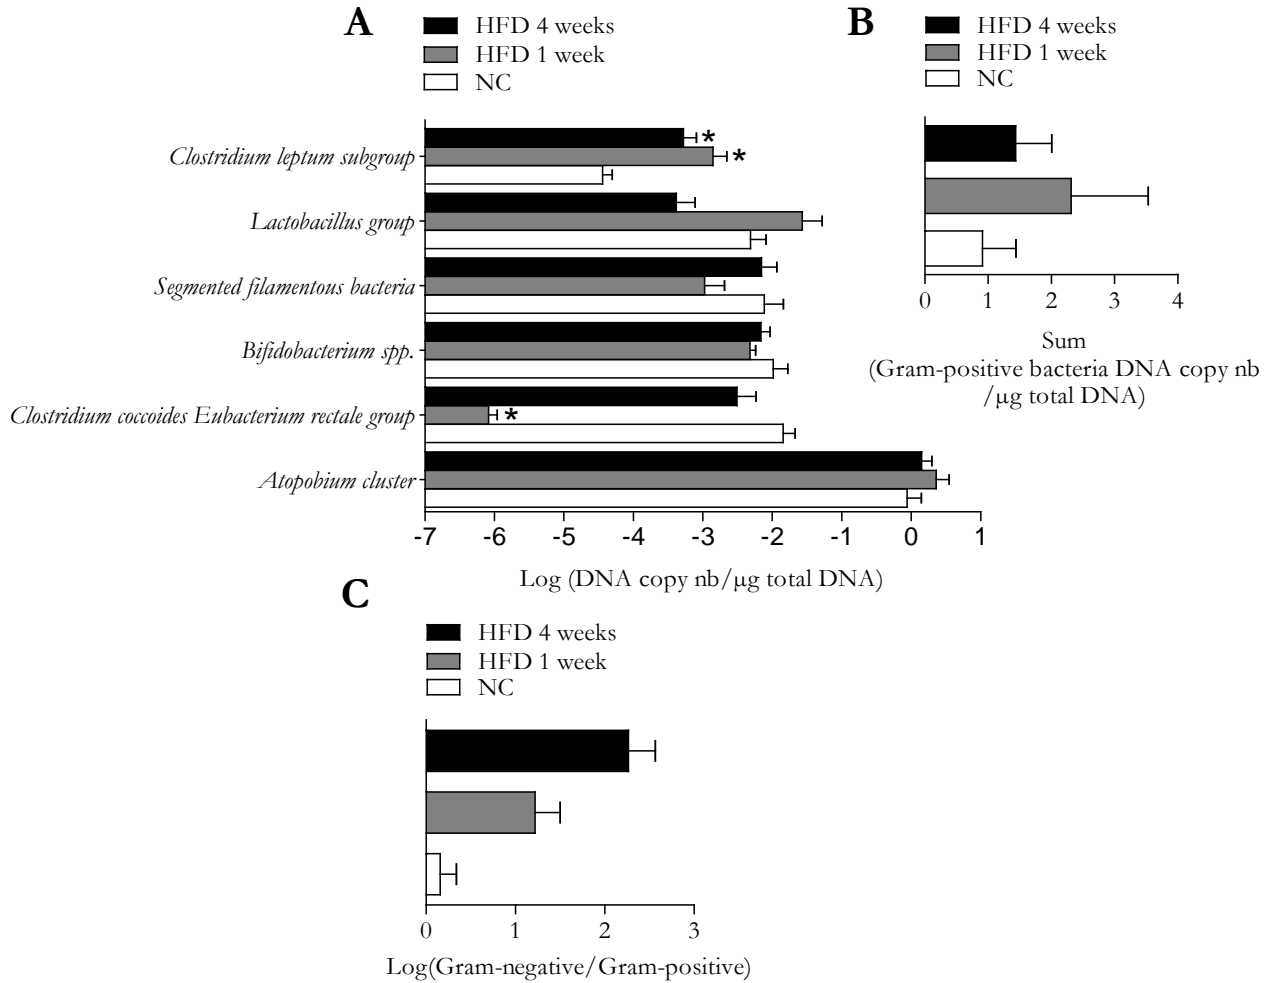 A
HFD 4 weeks
HFD 1 week
NC
Clostridium leptum subgroup
*
*
Lactobacillus group
Segmented filamentous bacteria
Bifidobacterium spp.
Clostridium coccoides Eubacterium rectale group
*
Atopobium cluster
-7 -6 -5 -4 -3 -2 -1 0 1
Log (DNA copy nb/µg total DNA)
B
HFD 4 weeks
HFD 1 week
NC
0 1 2 3 4
Sum
(Gram-positive bacteria DNA copy nb
/µg total DNA)
C
HFD 4 weeks
HFD 1 week
NC
0 1 2 3
Log(Gram-negative/Gram-positive)